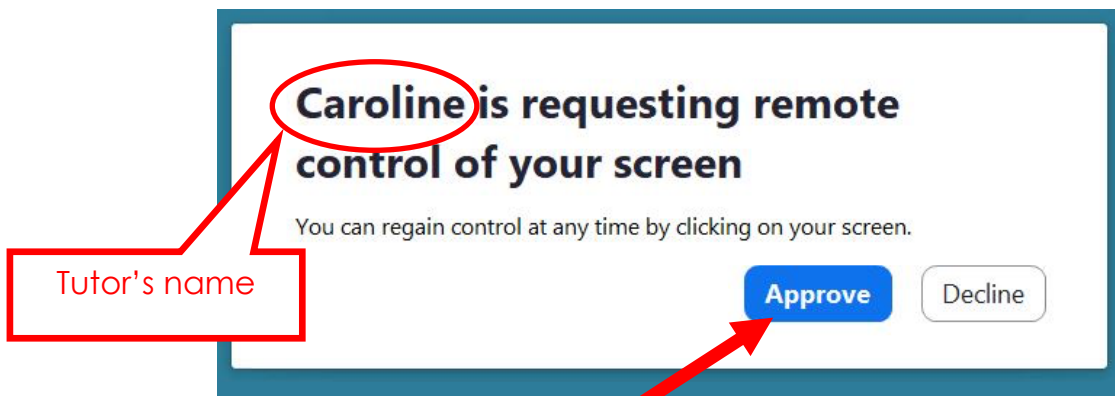 Caroline is requesting remote
control of your screen
You can regain control at any time by clicking on your screen.
Tutor’s name
Approve
Decline